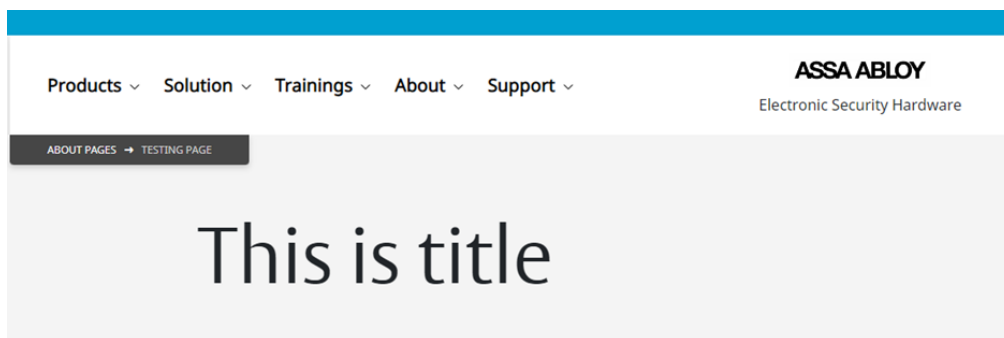 Products Solution Trainings About Support
ASSA ABLOY
Electronic Security Hardware
ABOUT PAGES → TESTING PAGE
This is title